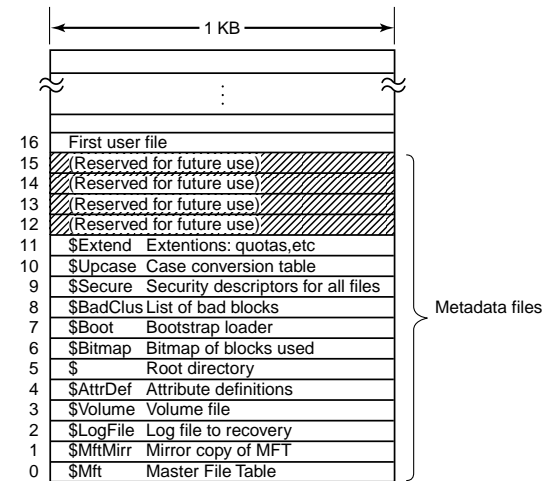 1 KB
16 First user file
15 (Reserved for future use)
14 (Reserved for future use)
13 (Reserved for future use)
12 (Reserved for future use)
11 $Extend Extentions: quotas,etc
10 $Upcase Case conversion table
9 $Secure Security descriptors for all files
8 $BadClus List of bad blocks
7 $Boot Bootstrap loader
6 $Bitmap Bitmap of blocks used
5 $ Root directory
4 $AttrDef Attribute definitions
3 $Volume Volume file
2 $LogFile Log file to recovery
1 $MftMirr Mirror copy of MFT
0 $Mft Master File Table
Metadata files